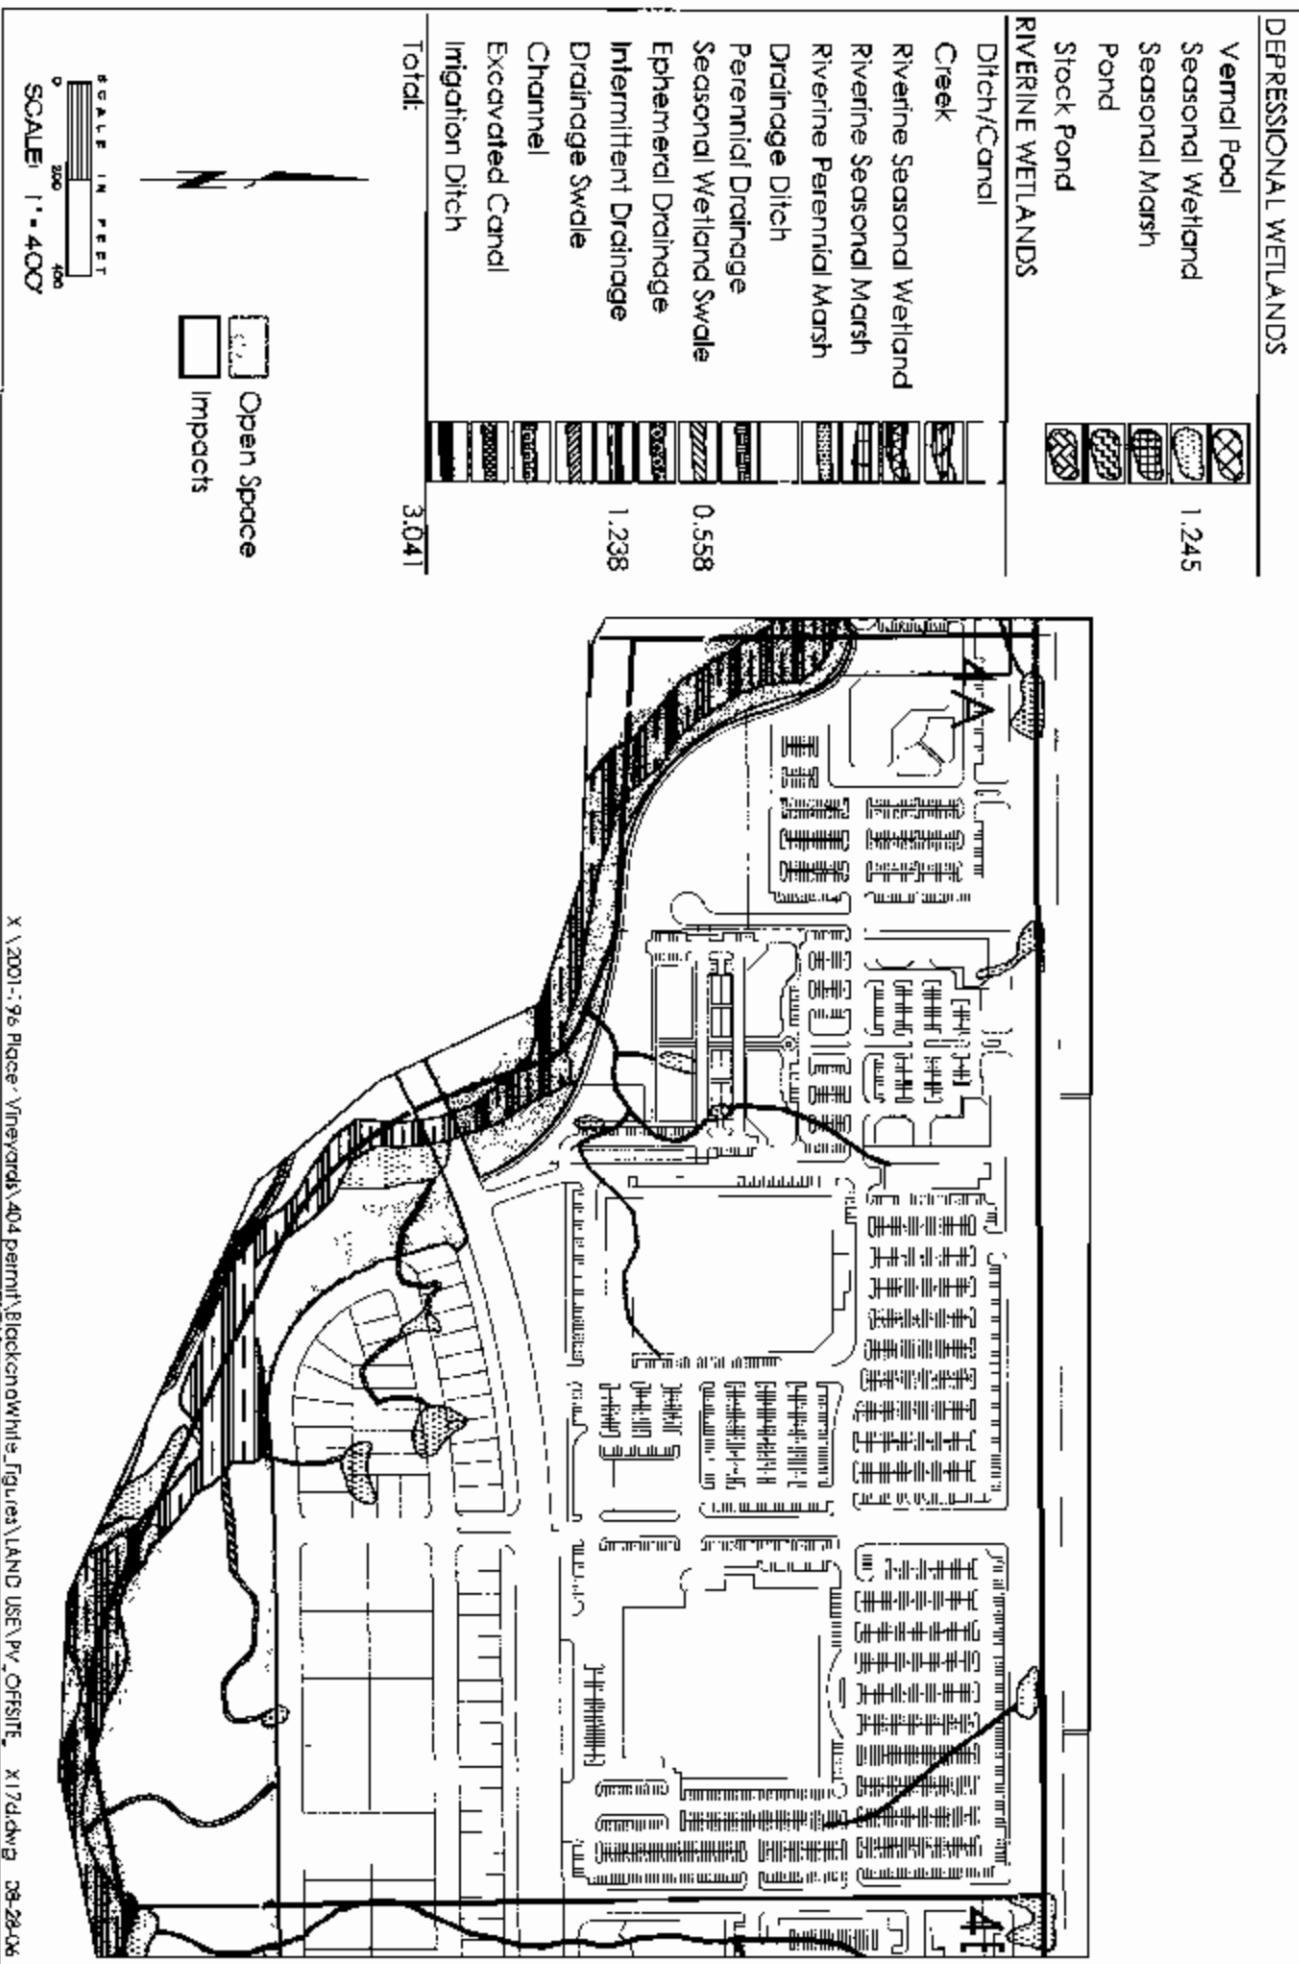 DEPRESSIONAL WETLANDS
Vernal Pool
Seasonal Wetland 1.245
Seasonal Marsh
Pond
Stock Pond
RIVERINE WETLANDS
Ditch/Canal
Creek
Riverine Seasonal Wetland
Riverine Seasonal Marsh
Riverine Perennial Marsh
Drainage Ditch
Perennial Drainage
Seasonal Wetland Swale 0.558
Ephemeral Drainage
Intermittent Drainage 1.238
Drainage Swale
Channel
Excavated Canal
Irrigation Ditch
Total: 3.041
Open Space
Impacts
SCALE IN FEET
0 200 400
SCALE: 1"=400'
4A
4E